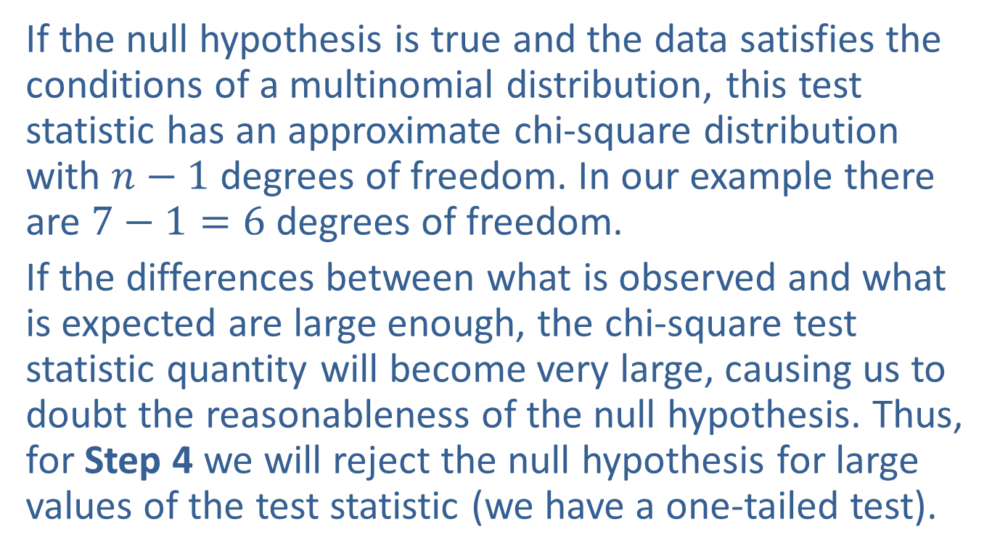 If the null hypothesis is true and the data satisfies the
conditions of a multinomial distribution, this test
statistic has an approximate chi-square distribution
with n − 1 degrees of freedom. In our example there
are 7 − 1 = 6 degrees of freedom.
If the differences between what is observed and what
is expected are large enough, the chi-square test
statistic quantity will become very large, causing us to
doubt the reasonableness of the null hypothesis. Thus,
for Step 4 we will reject the null hypothesis for large
values of the test statistic (we have a one-tailed test).